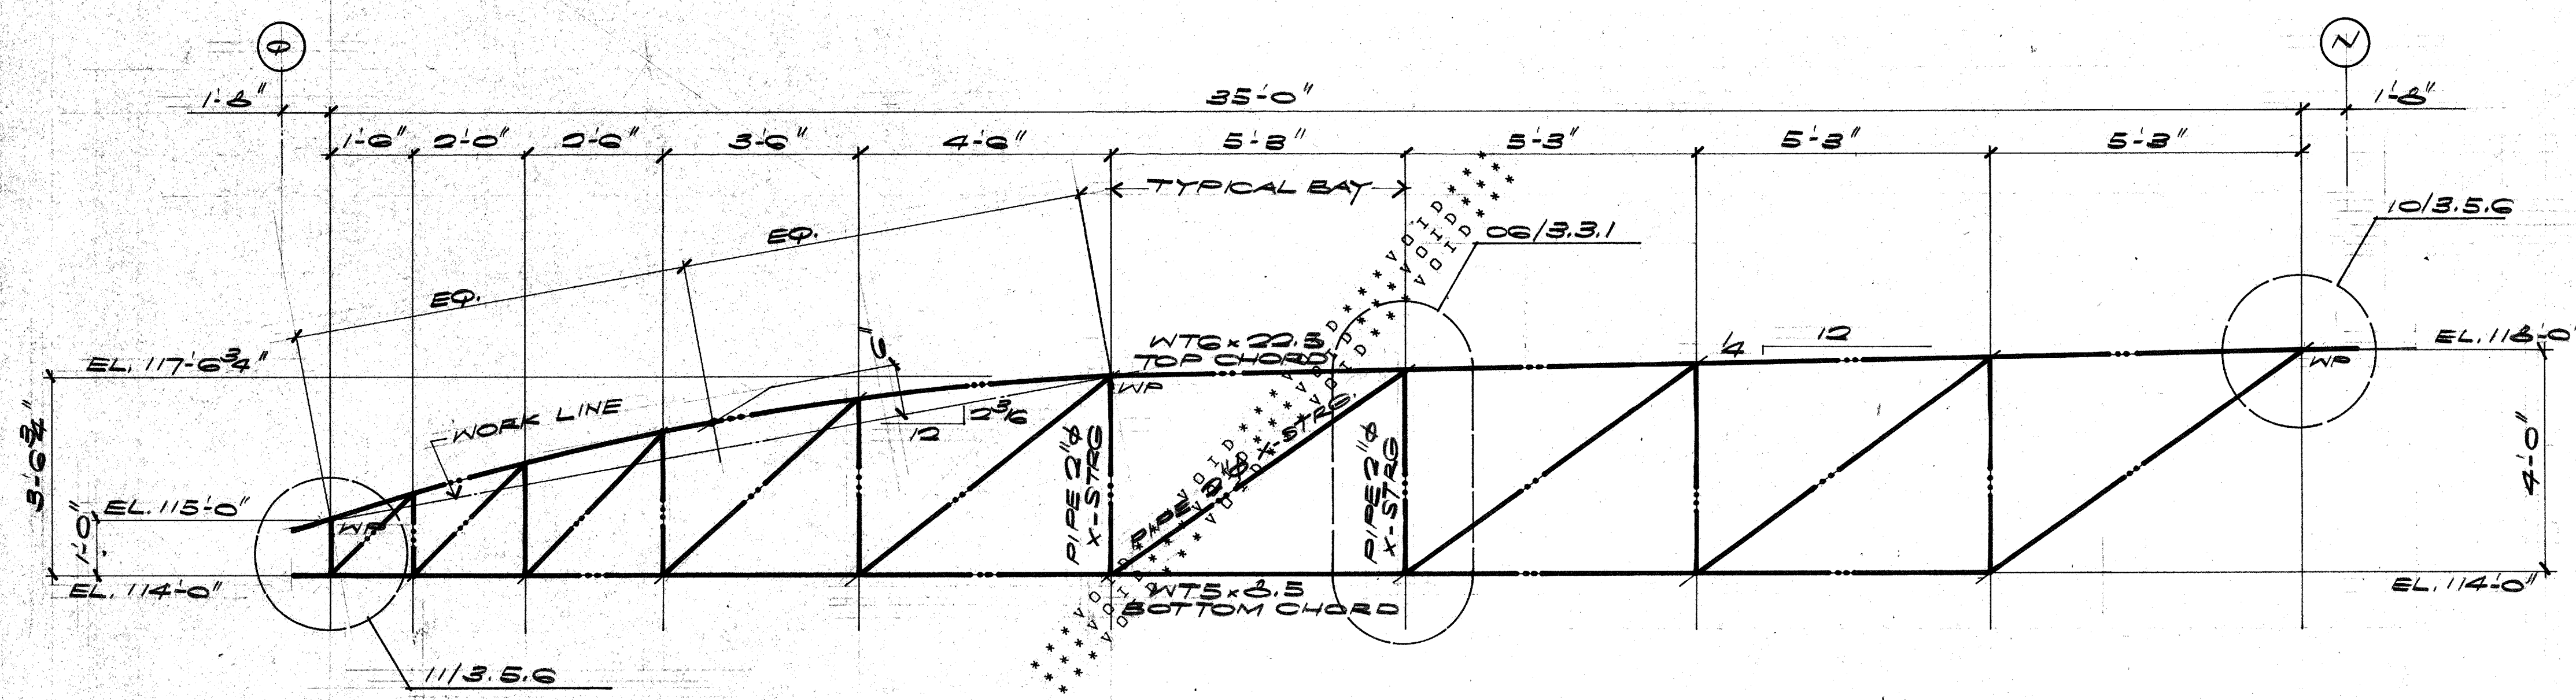 N
1'-8"
35'-0"
1'-8"
1'-6"
2'-0"
2'-6"
3'-6"
4'-6"
5'-3"
5'-3"
5'-3"
5'-3"
TYPICAL BAY
EQ.
EQ.
06/3.3.1
10/3.5.6
6"
WT6 x 22.5
TOP CHORD
1/4
12
EL. 118'-0"
EL. 117'-6 3/4"
WP
WP
WORK LINE
12
2 3/16
3'-6 3/4"
1'-0"
EL. 115'-0"
WP
PIPE 2"φ
X-STRG
X-STRG.
PIPE 2"φ
X-STRG
4'-0"
EL. 114'-0"
EL. 114'-0"
WT5 x 8.5
BOTTOM CHORD
11/3.5.6
* * * V O I D * * * V O I D * * * V O I D * * *
* * * V O I D * * * V O I D * * * V O I D * * *
* * * V O I D * * * V O I D * * * V O I D * * *